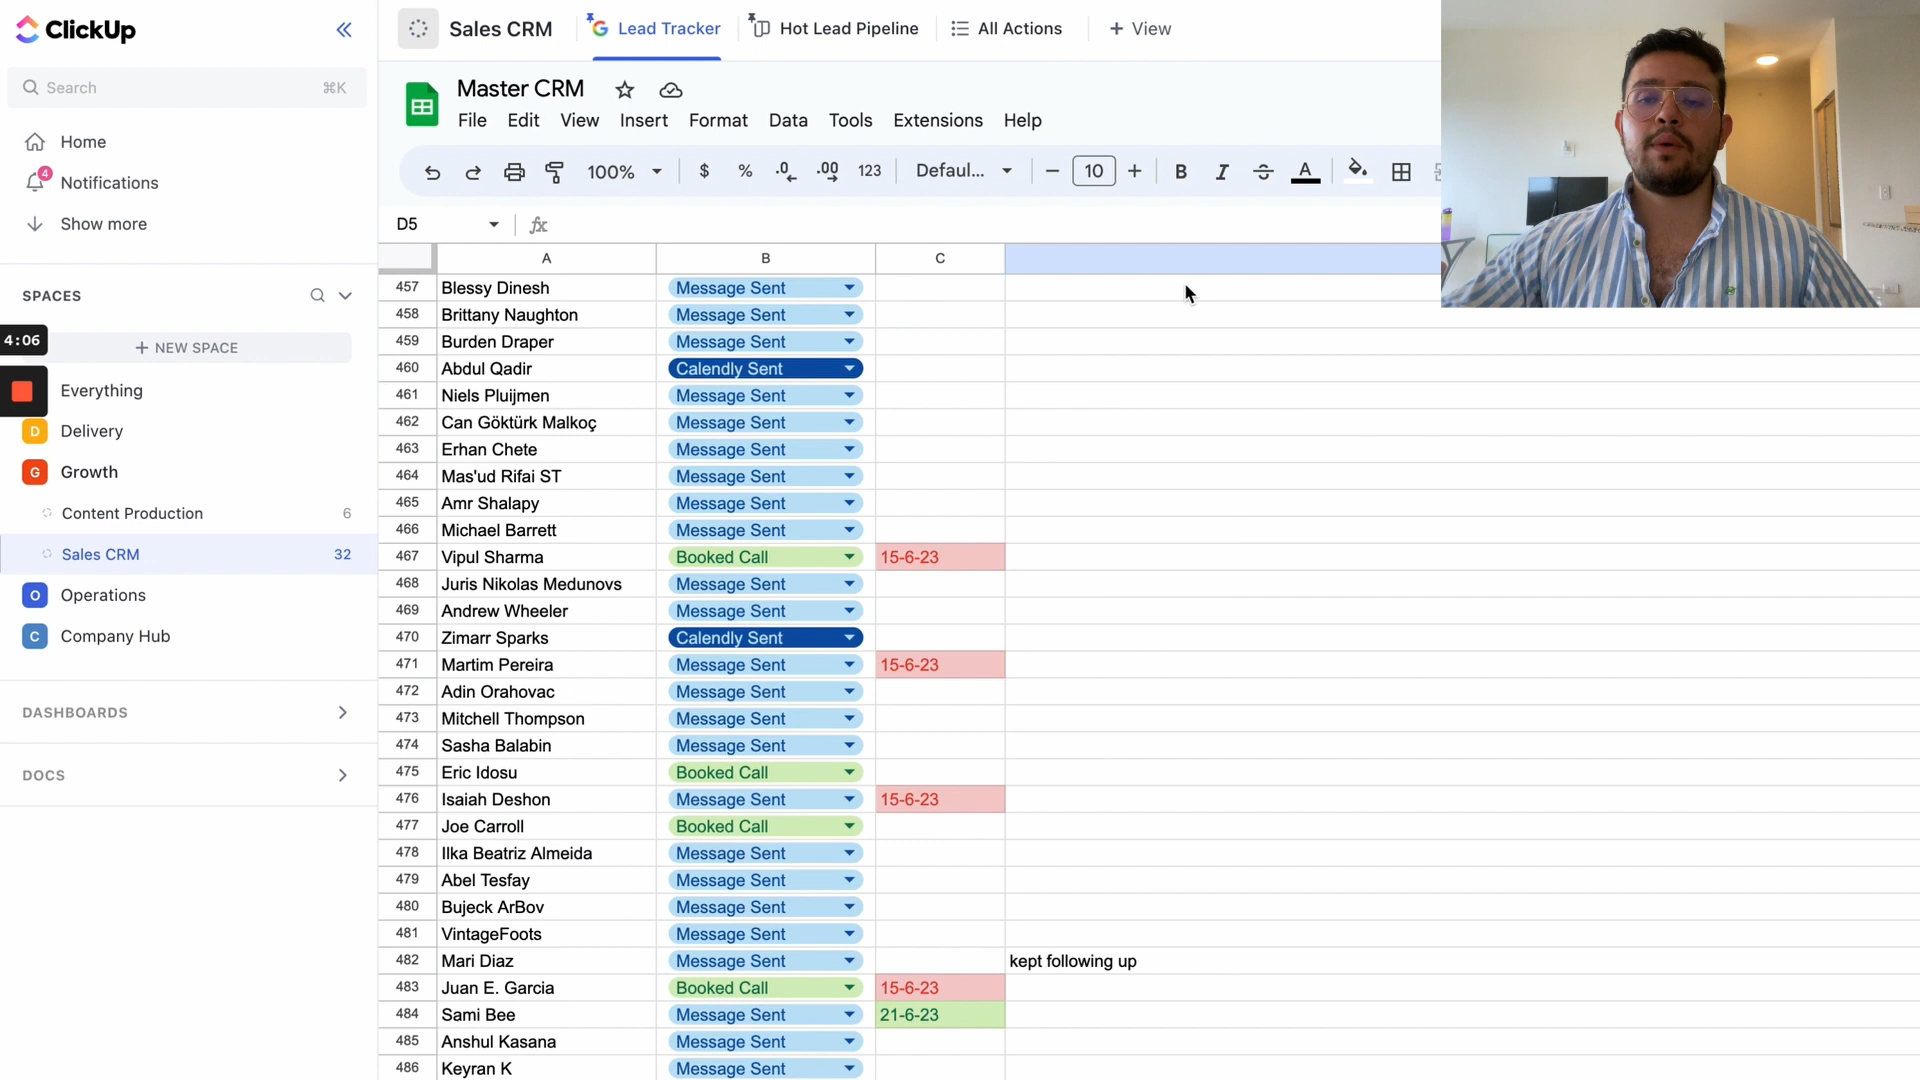 ClickUp
Sales CRM
Lead Tracker
Hot Lead Pipeline
All Actions
+ View
Search ⌘K
Home
4
Notifications
Show more
SPACES
4:06
+ NEW SPACE
Everything
D Delivery
G Growth
Content Production 6
Sales CRM 32
O Operations
C Company Hub
DASHBOARDS
DOCS
Master CRM
File Edit View Insert Format Data Tools Extensions Help
100% $ % .0 .00 123 Defaul... − 10 + B I S A
D5 fx
A B C
457 Blessy Dinesh Message Sent
458 Brittany Naughton Message Sent
459 Burden Draper Message Sent
460 Abdul Qadir Calendly Sent
461 Niels Pluijmen Message Sent
462 Can Göktürk Malkoç Message Sent
463 Erhan Chete Message Sent
464 Mas'ud Rifai ST Message Sent
465 Amr Shalapy Message Sent
466 Michael Barrett Message Sent
467 Vipul Sharma Booked Call 15-6-23
468 Juris Nikolas Medunovs Message Sent
469 Andrew Wheeler Message Sent
470 Zimarr Sparks Calendly Sent
471 Martim Pereira Message Sent 15-6-23
472 Adin Orahovac Message Sent
473 Mitchell Thompson Message Sent
474 Sasha Balabin Message Sent
475 Eric Idosu Booked Call
476 Isaiah Deshon Message Sent 15-6-23
477 Joe Carroll Booked Call
478 Ilka Beatriz Almeida Message Sent
479 Abel Tesfay Message Sent
480 Bujeck ArBov Message Sent
481 VintageFoots Message Sent
482 Mari Diaz Message Sent kept following up
483 Juan E. Garcia Booked Call 15-6-23
484 Sami Bee Message Sent 21-6-23
485 Anshul Kasana Message Sent
486 Keyran K Message Sent